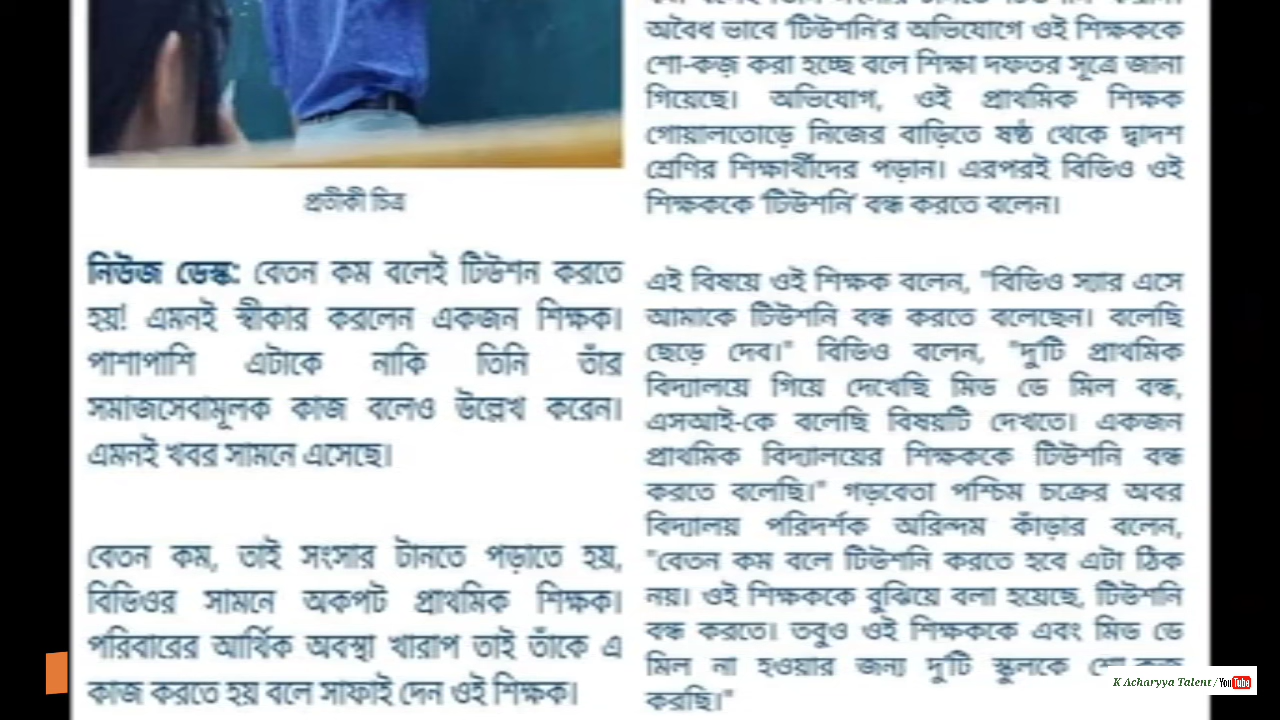 প্রতীকী চিত্র
নিউজ ডেস্ক: বেতন কম বলেই টিউশন করতে
হয়! এমনই স্বীকার করলেন একজন শিক্ষক।
পাশাপাশি এটাকে নাকি তিনি তাঁর
সমাজসেবামূলক কাজ বলেও উল্লেখ করেন।
এমনই খবর সামনে এসেছে।
বেতন কম, তাই সংসার টানতে পড়াতে হয়,
বিডিওর সামনে অকপট প্রাথমিক শিক্ষক।
পরিবারের আর্থিক অবস্থা খারাপ তাই তাঁকে এ
কাজ করতে হয় বলে সাফাই দেন ওই শিক্ষক।
অবৈধ ভাবে 'টিউশনি'র অভিযোগে ওই শিক্ষককে
শো-কজ় করা হচ্ছে বলে শিক্ষা দফতর সূত্রে জানা
গিয়েছে। অভিযোগ, ওই প্রাথমিক শিক্ষক
গোয়ালতোড়ে নিজের বাড়িতে ষষ্ঠ থেকে দ্বাদশ
শ্রেণির শিক্ষার্থীদের পড়ান। এরপরই বিডিও ওই
শিক্ষককে 'টিউশনি' বন্ধ করতে বলেন।
এই বিষয়ে ওই শিক্ষক বলেন, "বিডিও স্যার এসে
আমাকে টিউশনি বন্ধ করতে বলেছেন। বলেছি
ছেড়ে দেব।" বিডিও বলেন, "দু'টি প্রাথমিক
বিদ্যালয়ে গিয়ে দেখেছি মিড ডে মিল বন্ধ,
এসআই-কে বলেছি বিষয়টি দেখতে। একজন
প্রাথমিক বিদ্যালয়ের শিক্ষককে টিউশনি বন্ধ
করতে বলেছি।" গড়বেতা পশ্চিম চক্রের অবর
বিদ্যালয় পরিদর্শক অরিন্দম কাঁড়ার বলেন,
"বেতন কম বলে টিউশনি করতে হবে এটা ঠিক
নয়। ওই শিক্ষককে বুঝিয়ে বলা হয়েছে, টিউশনি
বন্ধ করতে। তবুও ওই শিক্ষককে এবং মিড ডে
মিল না হওয়ার জন্য দু'টি স্কুলকে
করছি।"
K Acharyya Talent / YouTube